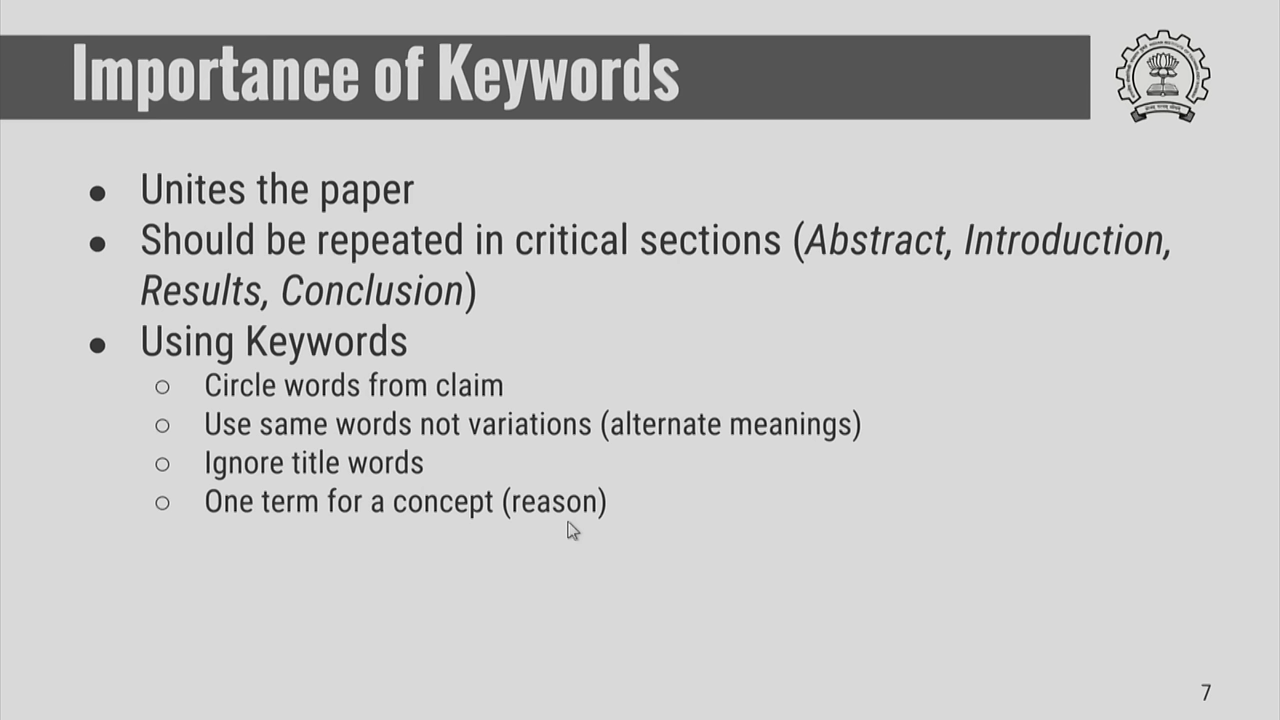 Importance of Keywords
● Unites the paper
● Should be repeated in critical sections (Abstract, Introduction,
Results, Conclusion)
● Using Keywords
○ Circle words from claim
○ Use same words not variations (alternate meanings)
○ Ignore title words
○ One term for a concept (reason)
7